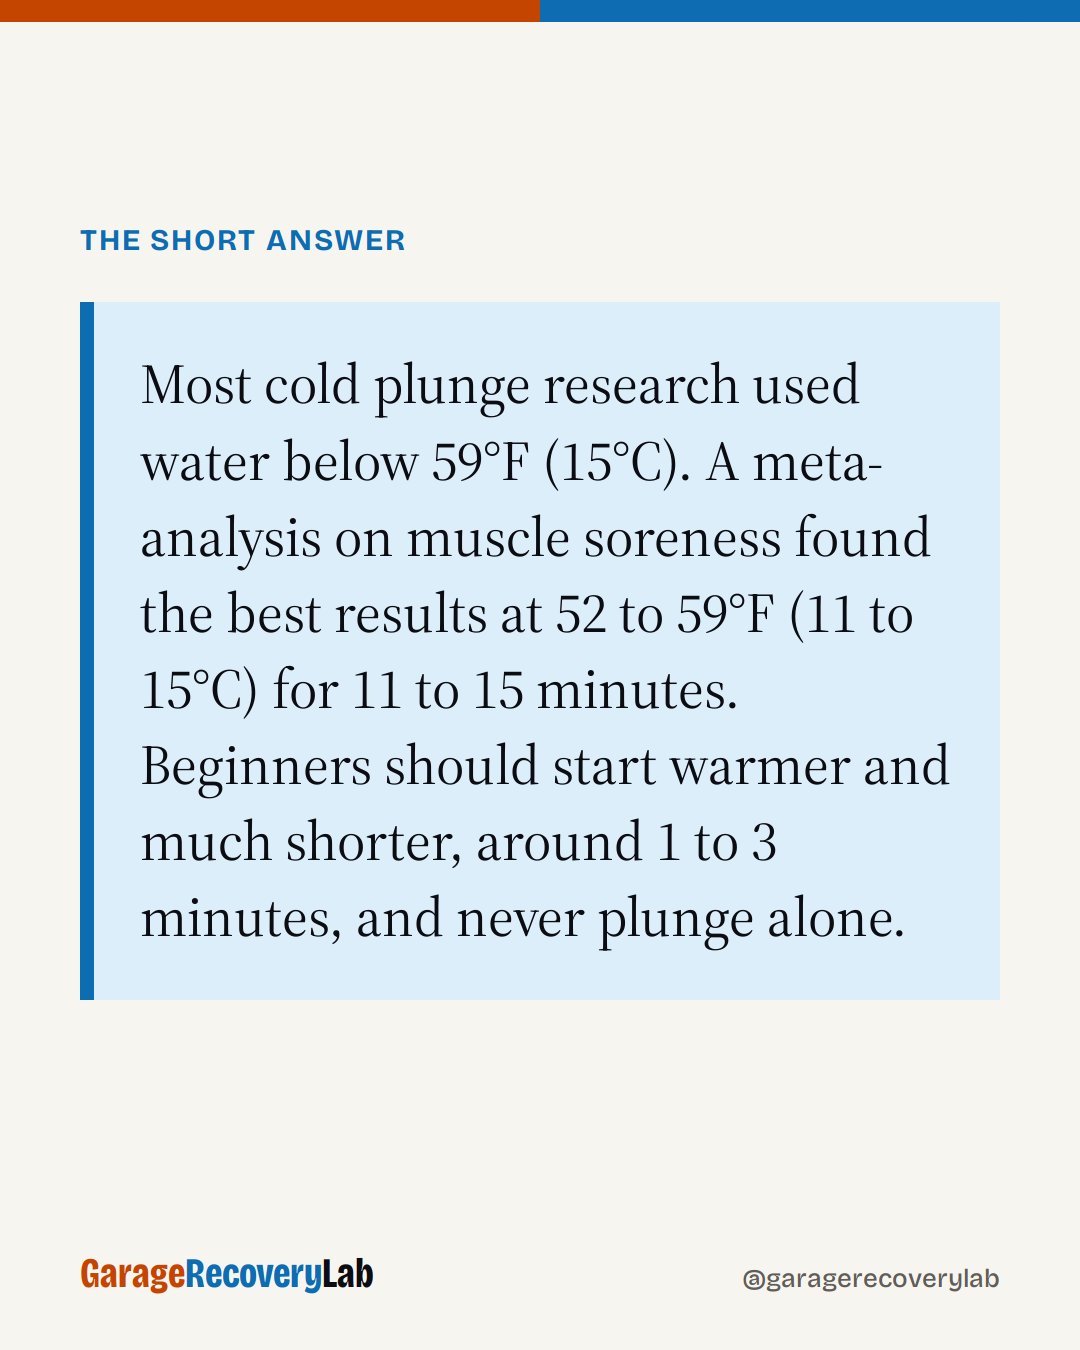 THE SHORT ANSWER
Most cold plunge research used
water below 59°F (15°C). A meta-
analysis on muscle soreness found
the best results at 52 to 59°F (11 to
15°C) for 11 to 15 minutes.
Beginners should start warmer and
much shorter, around 1 to 3
minutes, and never plunge alone.
GarageRecoveryLab
@garagerecoverylab